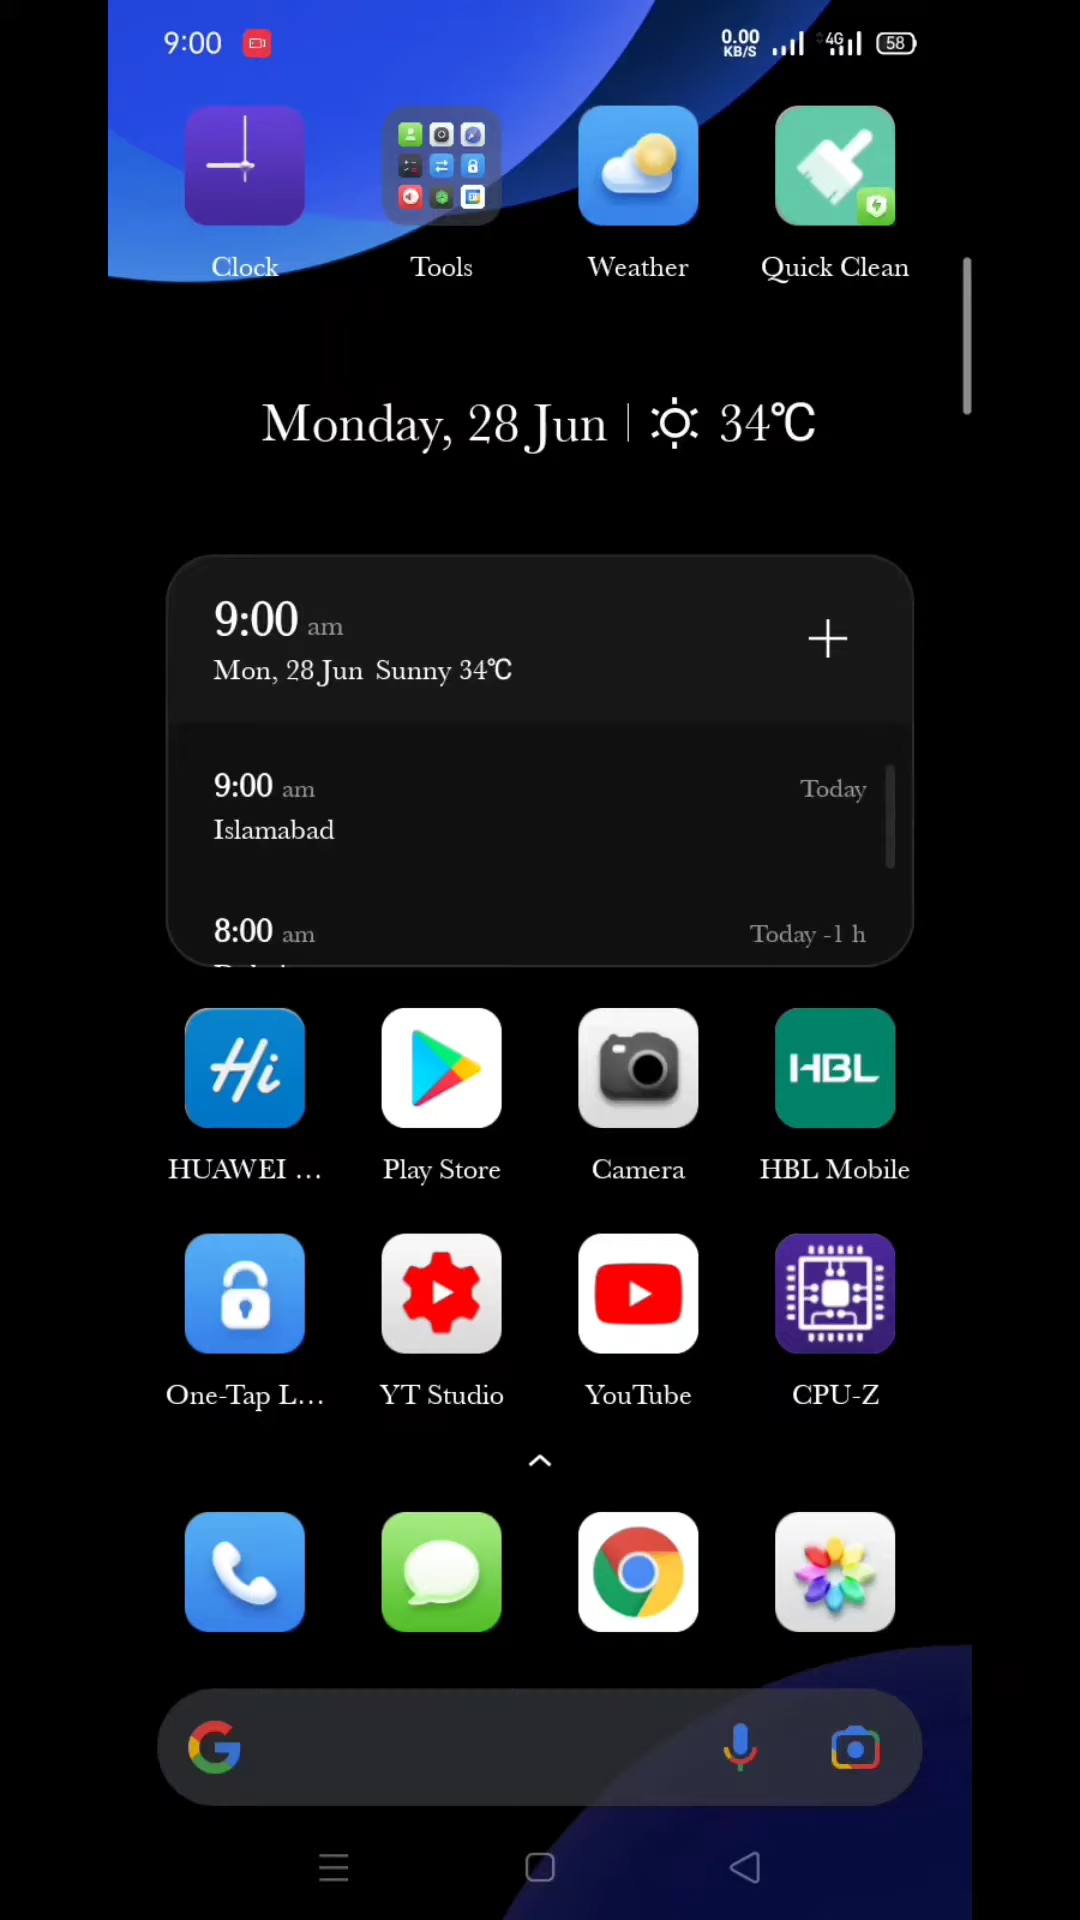 9:00
0.00
KB/S
4G
58
Clock
Tools
Weather
Quick Clean
Monday, 28 Jun | 34℃
9:00 am
Mon, 28 Jun Sunny 34℃
9:00 am
Today
Islamabad
8:00 am
Today -1 h
Hi
HBL
HUAWEI ...
Play Store
Camera
HBL Mobile
One-Tap L...
YT Studio
YouTube
CPU-Z